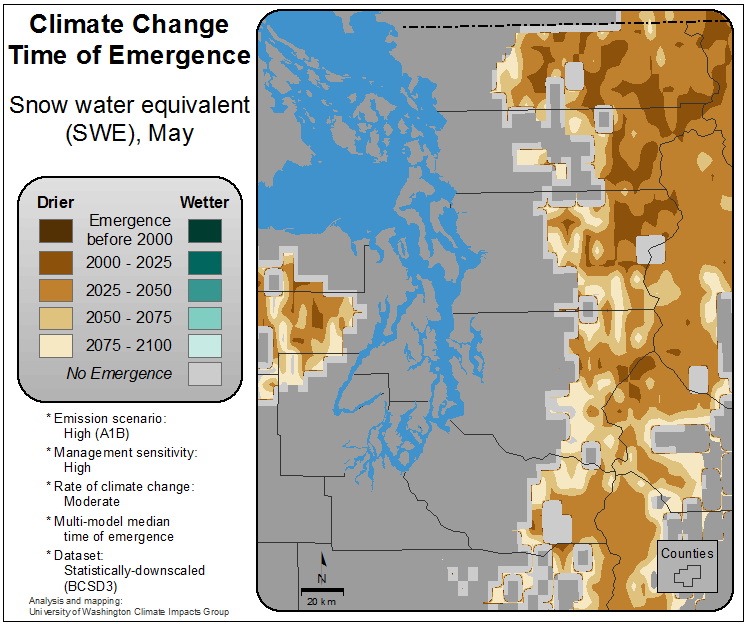 Climate Change
Time of Emergence
Snow water equivalent
(SWE), May
Drier Wetter
Emergence
before 2000
2000 - 2025
2025 - 2050
2050 - 2075
2075 - 2100
No Emergence
* Emission scenario:
High (A1B)
* Management sensitivity:
High
* Rate of climate change:
Moderate
* Multi-model median
time of emergence
* Dataset:
Statistically-downscaled
(BCSD3)
Analysis and mapping:
University of Washington Climate Impacts Group
N
20 km
Counties